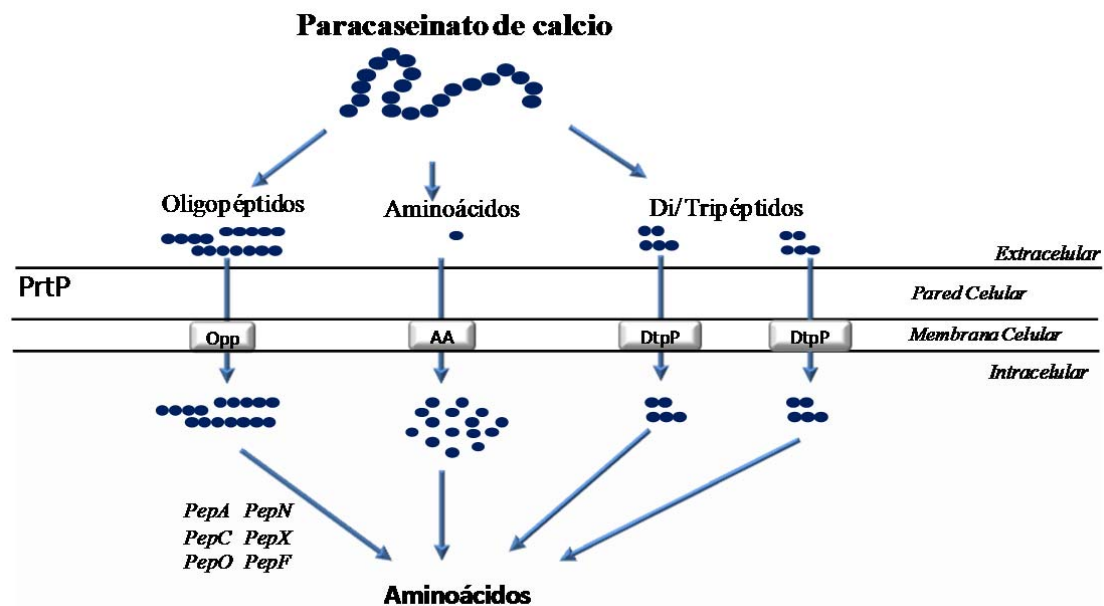 Paracaseinato de calcio
Oligopéptidos
Aminoácidos
Di/Tripéptidos
Extracelular
PrtP
Pared Celular
Opp
AA
DtpP
DtpP
Membrana Celular
Intracelular
PepA PepN
PepC PepX
PepO PepF
Aminoácidos